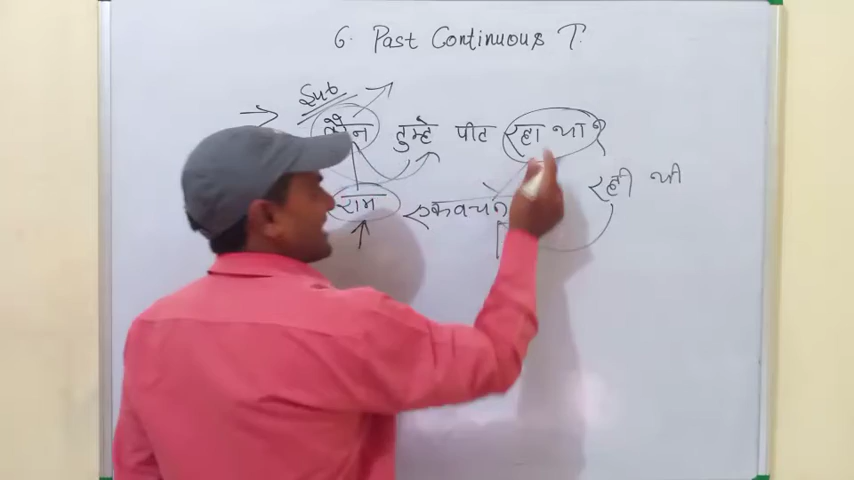 6. Past Continuous T.
Sub
कौन तुम्हे पीट रहा था ?
रही थी
राम एकवचन